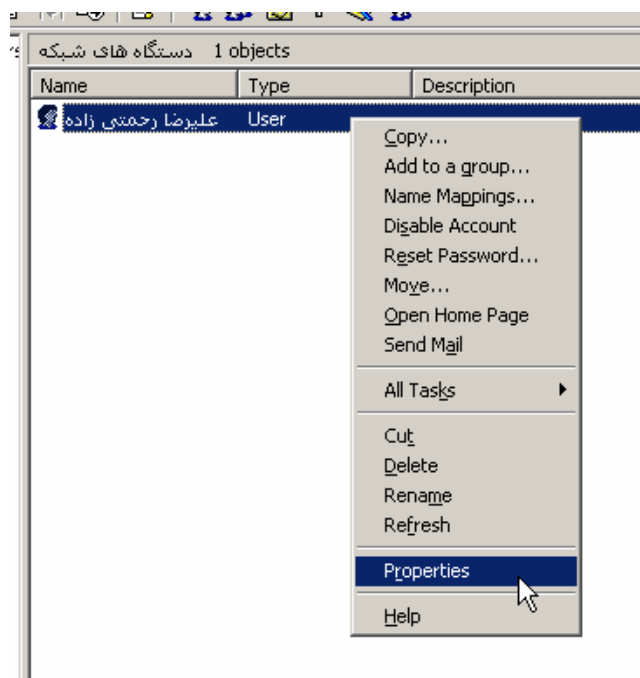 دستگاه های شبکه 1 objects
Name Type Description
علیرضا رحمتی زاده User
Copy...
Add to a group...
Name Mappings...
Disable Account
Reset Password...
Move...
Open Home Page
Send Mail
All Tasks
Cut
Delete
Rename
Refresh
Properties
Help